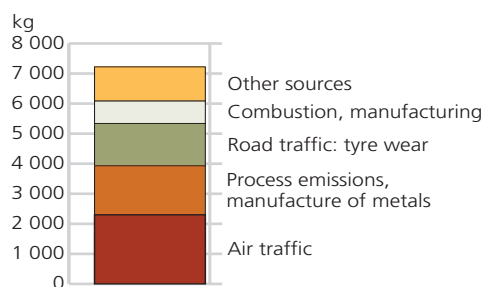 kg
8 000
7 000
6 000
5 000
4 000
3 000
2 000
1 000
0
Other sources
Combustion, manufacturing
Road traffic: tyre wear
Process emissions,
manufacture of metals
Air traffic